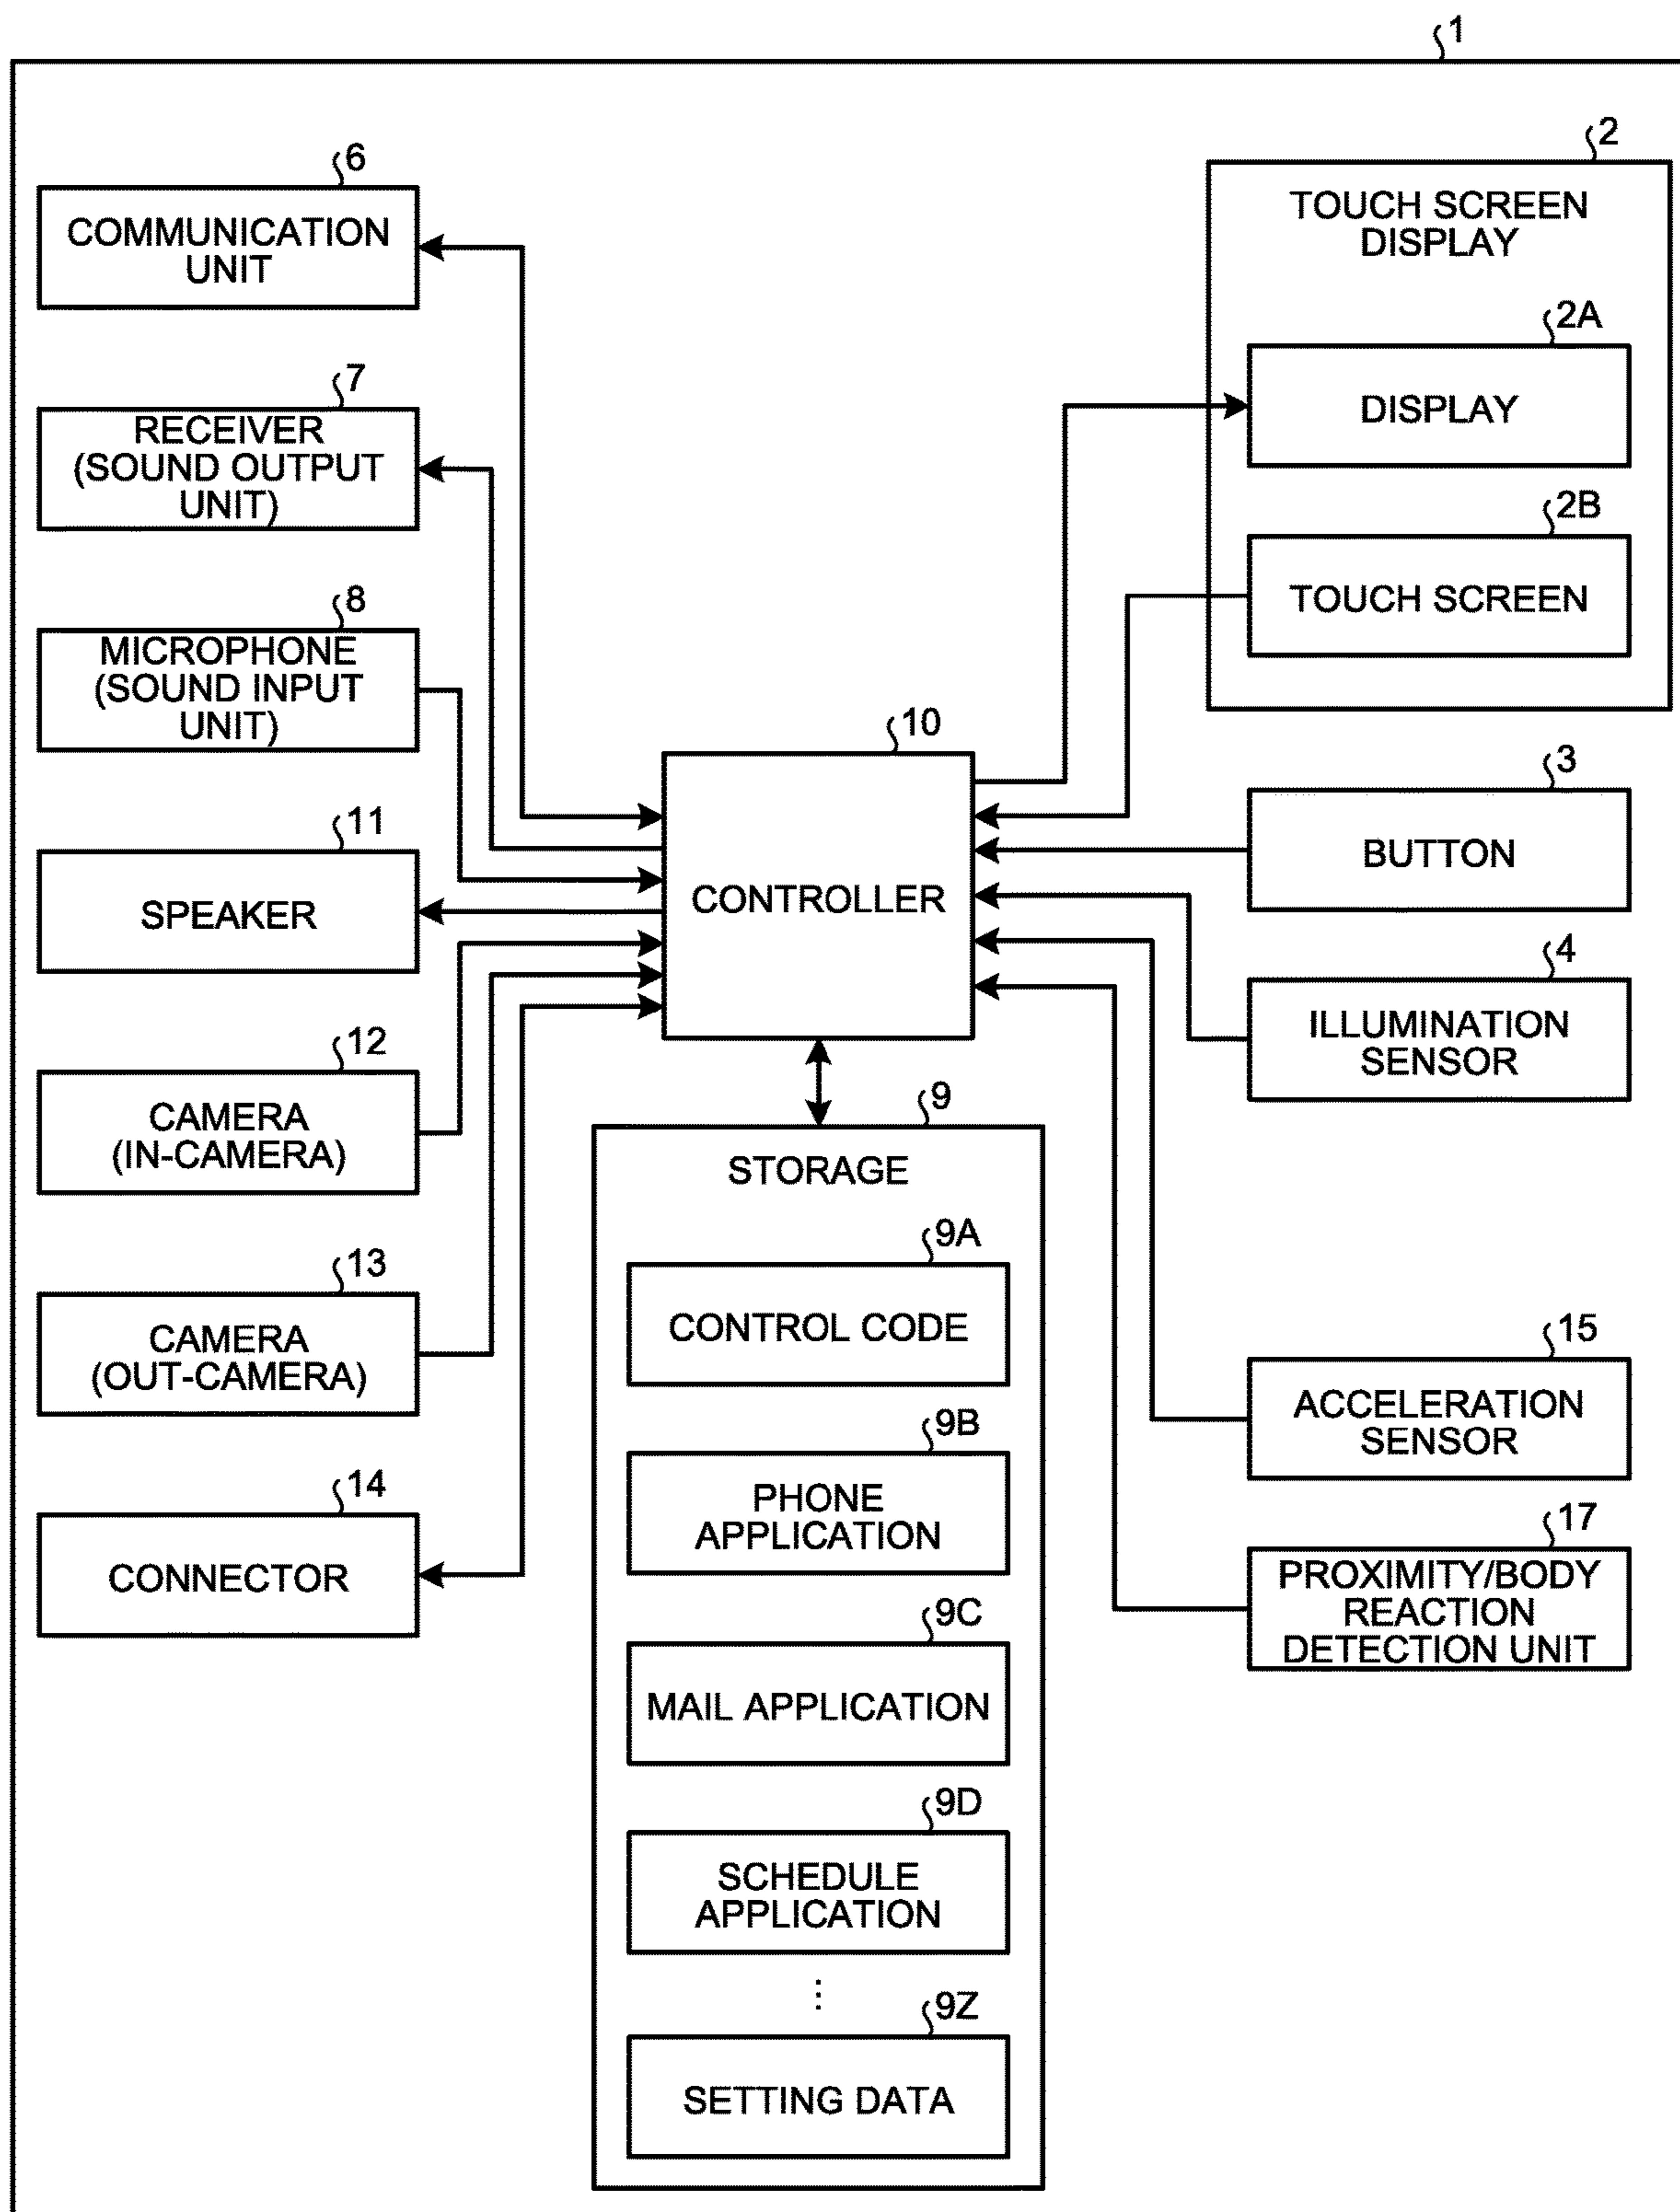 1
6
COMMUNICATION
UNIT
7
RECEIVER
(SOUND OUTPUT
UNIT)
8
MICROPHONE
(SOUND INPUT
UNIT)
11
SPEAKER
12
CAMERA
(IN-CAMERA)
13
CAMERA
(OUT-CAMERA)
14
CONNECTOR
10
CONTROLLER
9
STORAGE
9A
CONTROL CODE
9B
PHONE
APPLICATION
9C
MAIL APPLICATION
9D
SCHEDULE
APPLICATION
⋮
9Z
SETTING DATA
2
TOUCH SCREEN
DISPLAY
2A
DISPLAY
2B
TOUCH SCREEN
3
BUTTON
4
ILLUMINATION
SENSOR
15
ACCELERATION
SENSOR
17
PROXIMITY/BODY
REACTION
DETECTION UNIT